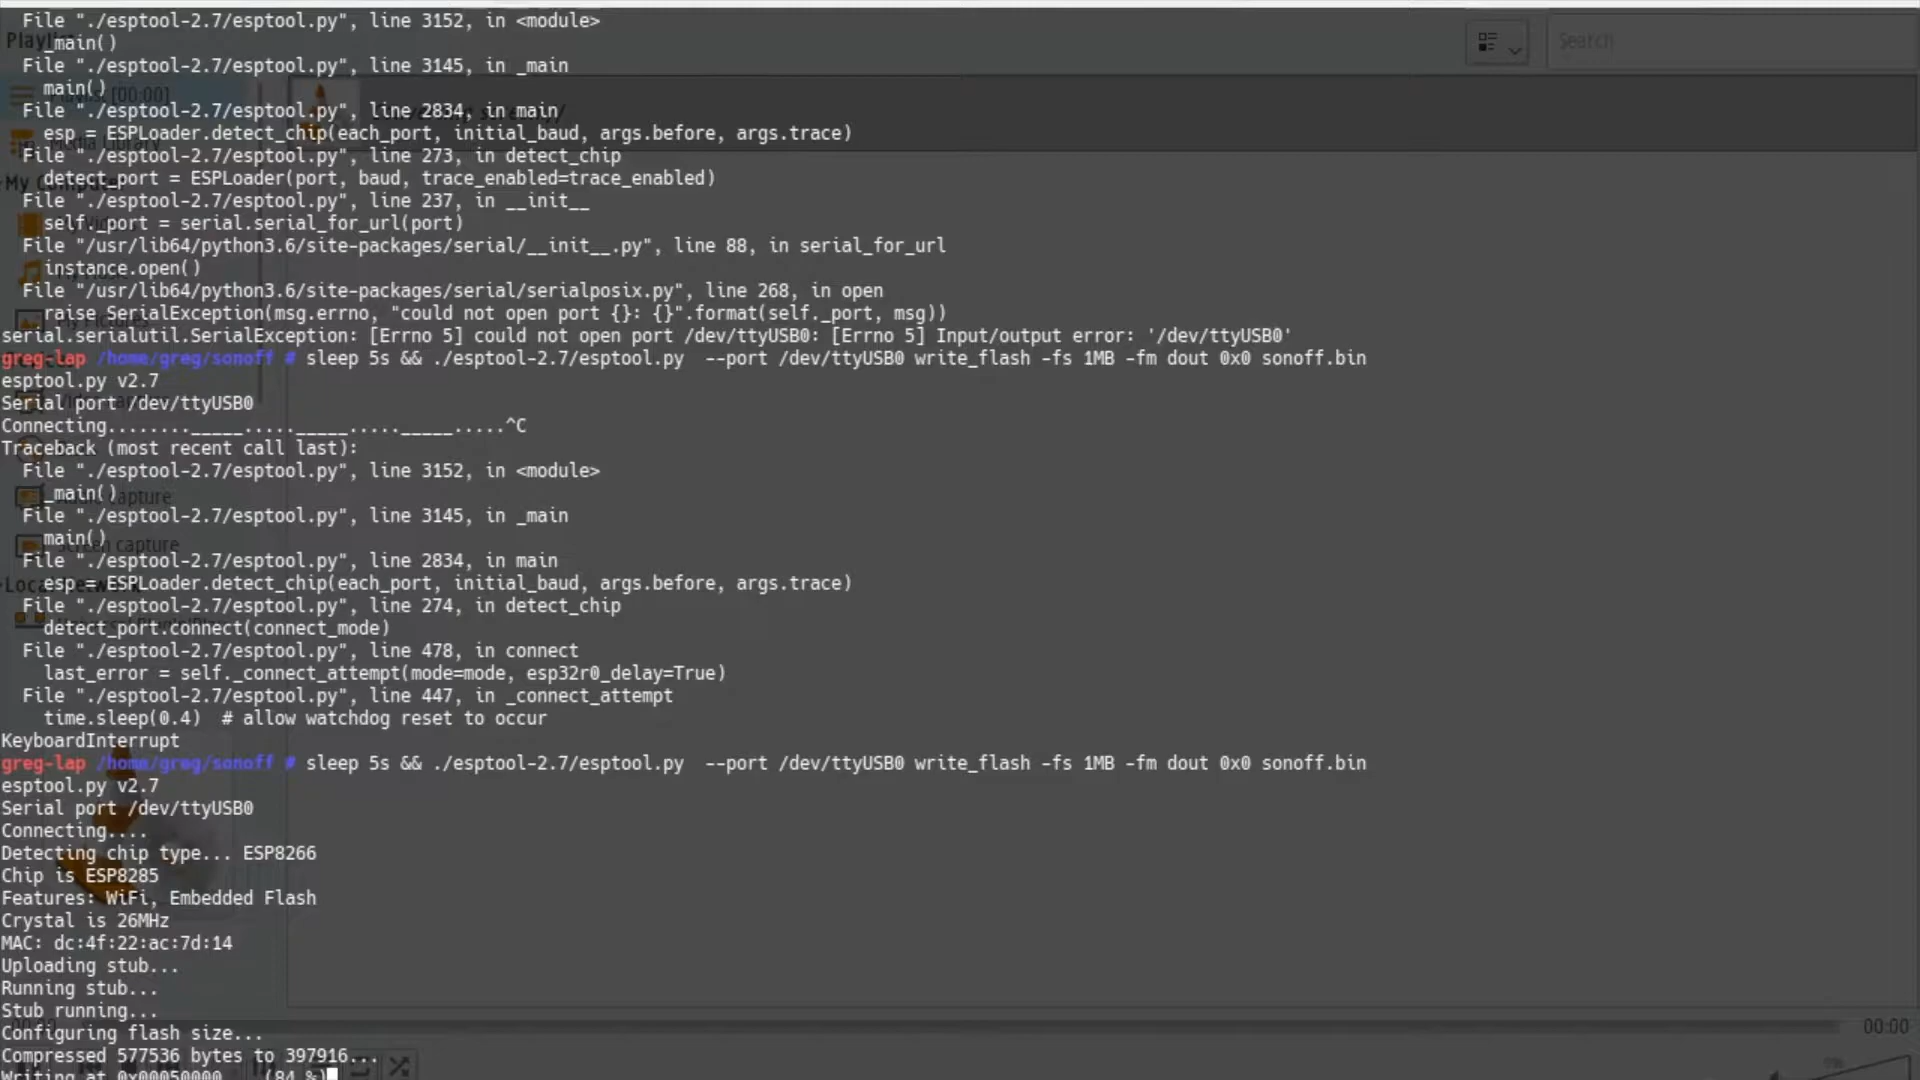 File "./esptool-2.7/esptool.py", line 3152, in <module>
_main()
File "./esptool-2.7/esptool.py", line 3145, in _main
main()
File "./esptool-2.7/esptool.py", line 2834, in main
esp = ESPLoader.detect_chip(each_port, initial_baud, args.before, args.trace)
File "./esptool-2.7/esptool.py", line 273, in detect_chip
detect_port = ESPLoader(port, baud, trace_enabled=trace_enabled)
File "./esptool-2.7/esptool.py", line 237, in __init__
self._port = serial.serial_for_url(port)
File "/usr/lib64/python3.6/site-packages/serial/__init__.py", line 88, in serial_for_url
instance.open()
File "/usr/lib64/python3.6/site-packages/serial/serialposix.py", line 268, in open
raise SerialException(msg.errno, "could not open port {}: {}".format(self._port, msg))
serial.serialutil.SerialException: [Errno 5] could not open port /dev/ttyUSB0: [Errno 5] Input/output error: '/dev/ttyUSB0'
greg-lap /home/greg/sonoff # sleep 5s && ./esptool-2.7/esptool.py  --port /dev/ttyUSB0 write_flash -fs 1MB -fm dout 0x0 sonoff.bin
esptool.py v2.7
Serial port /dev/ttyUSB0
Connecting........_____....._____....._____.....^C
Traceback (most recent call last):
File "./esptool-2.7/esptool.py", line 3152, in <module>
_main()
File "./esptool-2.7/esptool.py", line 3145, in _main
main()
File "./esptool-2.7/esptool.py", line 2834, in main
esp = ESPLoader.detect_chip(each_port, initial_baud, args.before, args.trace)
File "./esptool-2.7/esptool.py", line 274, in detect_chip
detect_port.connect(connect_mode)
File "./esptool-2.7/esptool.py", line 478, in connect
last_error = self._connect_attempt(mode=mode, esp32r0_delay=True)
File "./esptool-2.7/esptool.py", line 447, in _connect_attempt
time.sleep(0.4)  # allow watchdog reset to occur
KeyboardInterrupt
greg-lap /home/greg/sonoff # sleep 5s && ./esptool-2.7/esptool.py  --port /dev/ttyUSB0 write_flash -fs 1MB -fm dout 0x0 sonoff.bin
esptool.py v2.7
Serial port /dev/ttyUSB0
Connecting....
Detecting chip type... ESP8266
Chip is ESP8285
Features: WiFi, Embedded Flash
Crystal is 26MHz
MAC: dc:4f:22:ac:7d:14
Uploading stub...
Running stub...
Stub running...
Configuring flash size...
Compressed 577536 bytes to 397916...
Writing at 0x00050000... (84 %)
Search
Playlist [00:00]
Screen capture
00:00